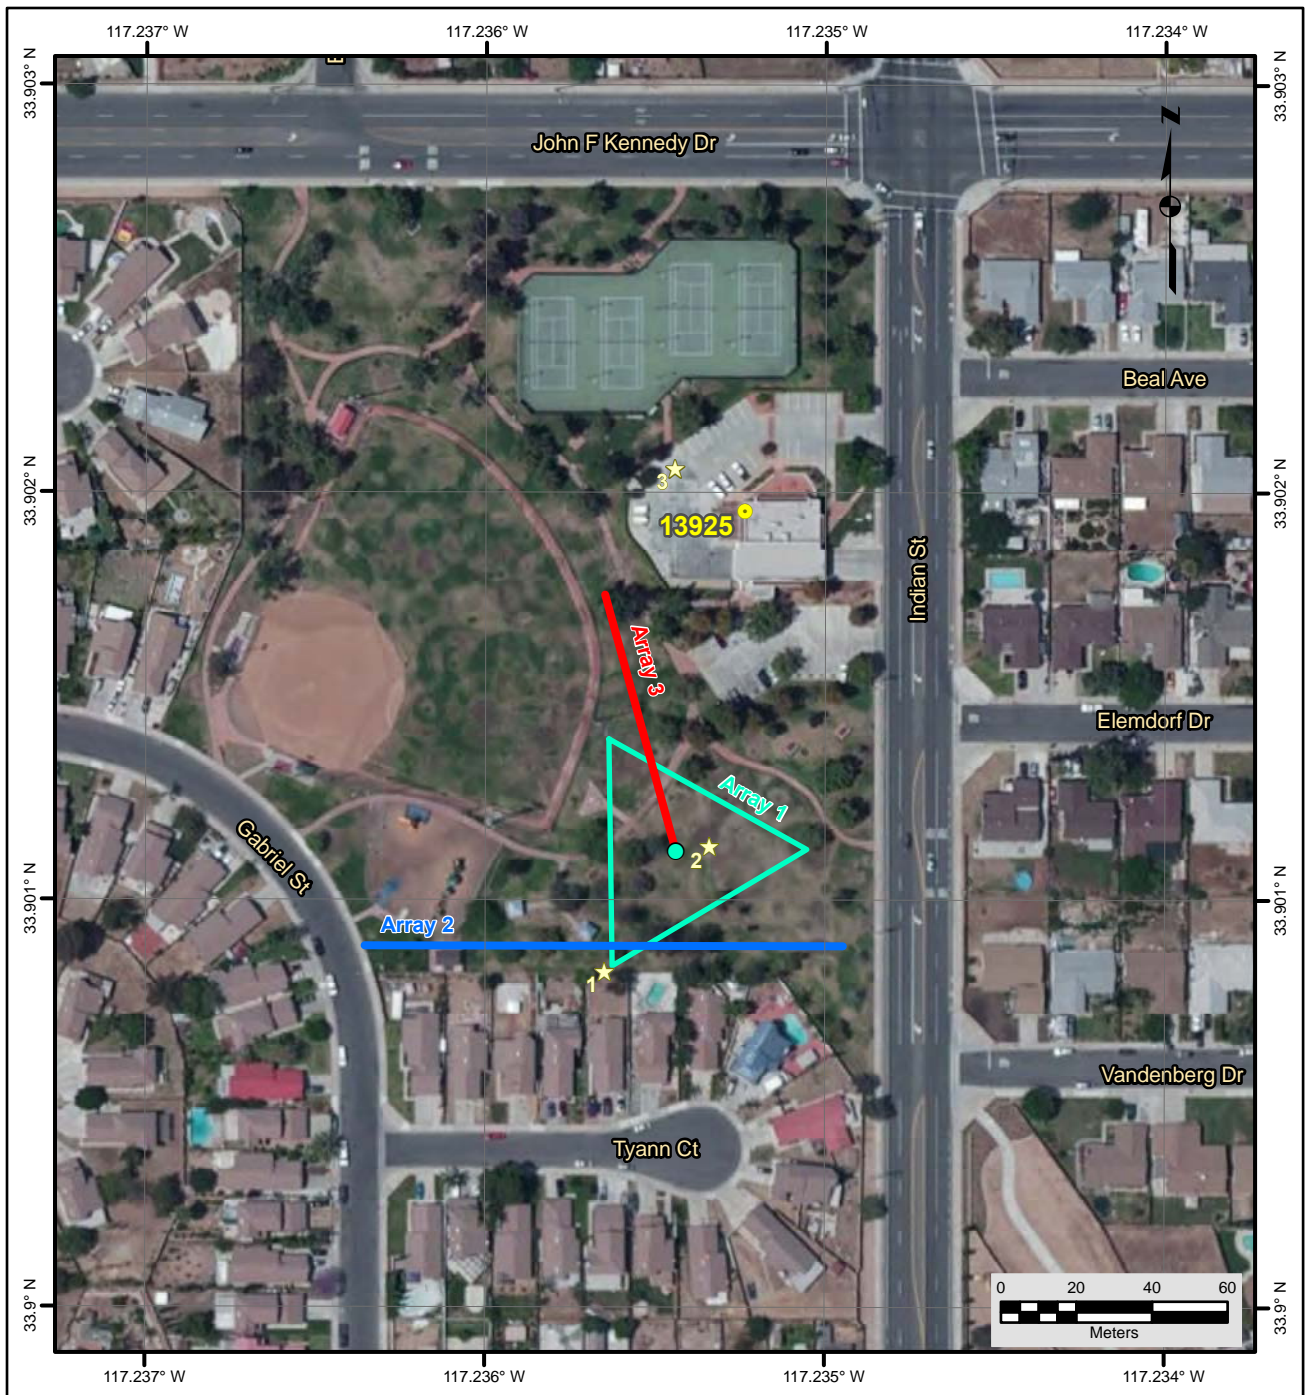 117.237° W
117.236° W
117.235° W
117.234° W
33.903° N
33.903° N
John F Kennedy Dr
N
Beal Ave
3
33.902° N
33.902° N
13925
Indian St
Array 3
Elemdorf Dr
Array 1
Gabriel St
2
33.901° N
33.901° N
Array 2
1
Vandenberg Dr
Tyann Ct
33.9° N
33.9° N
0 20 40 60
Meters
117.237° W
117.236° W
117.235° W
117.234° W